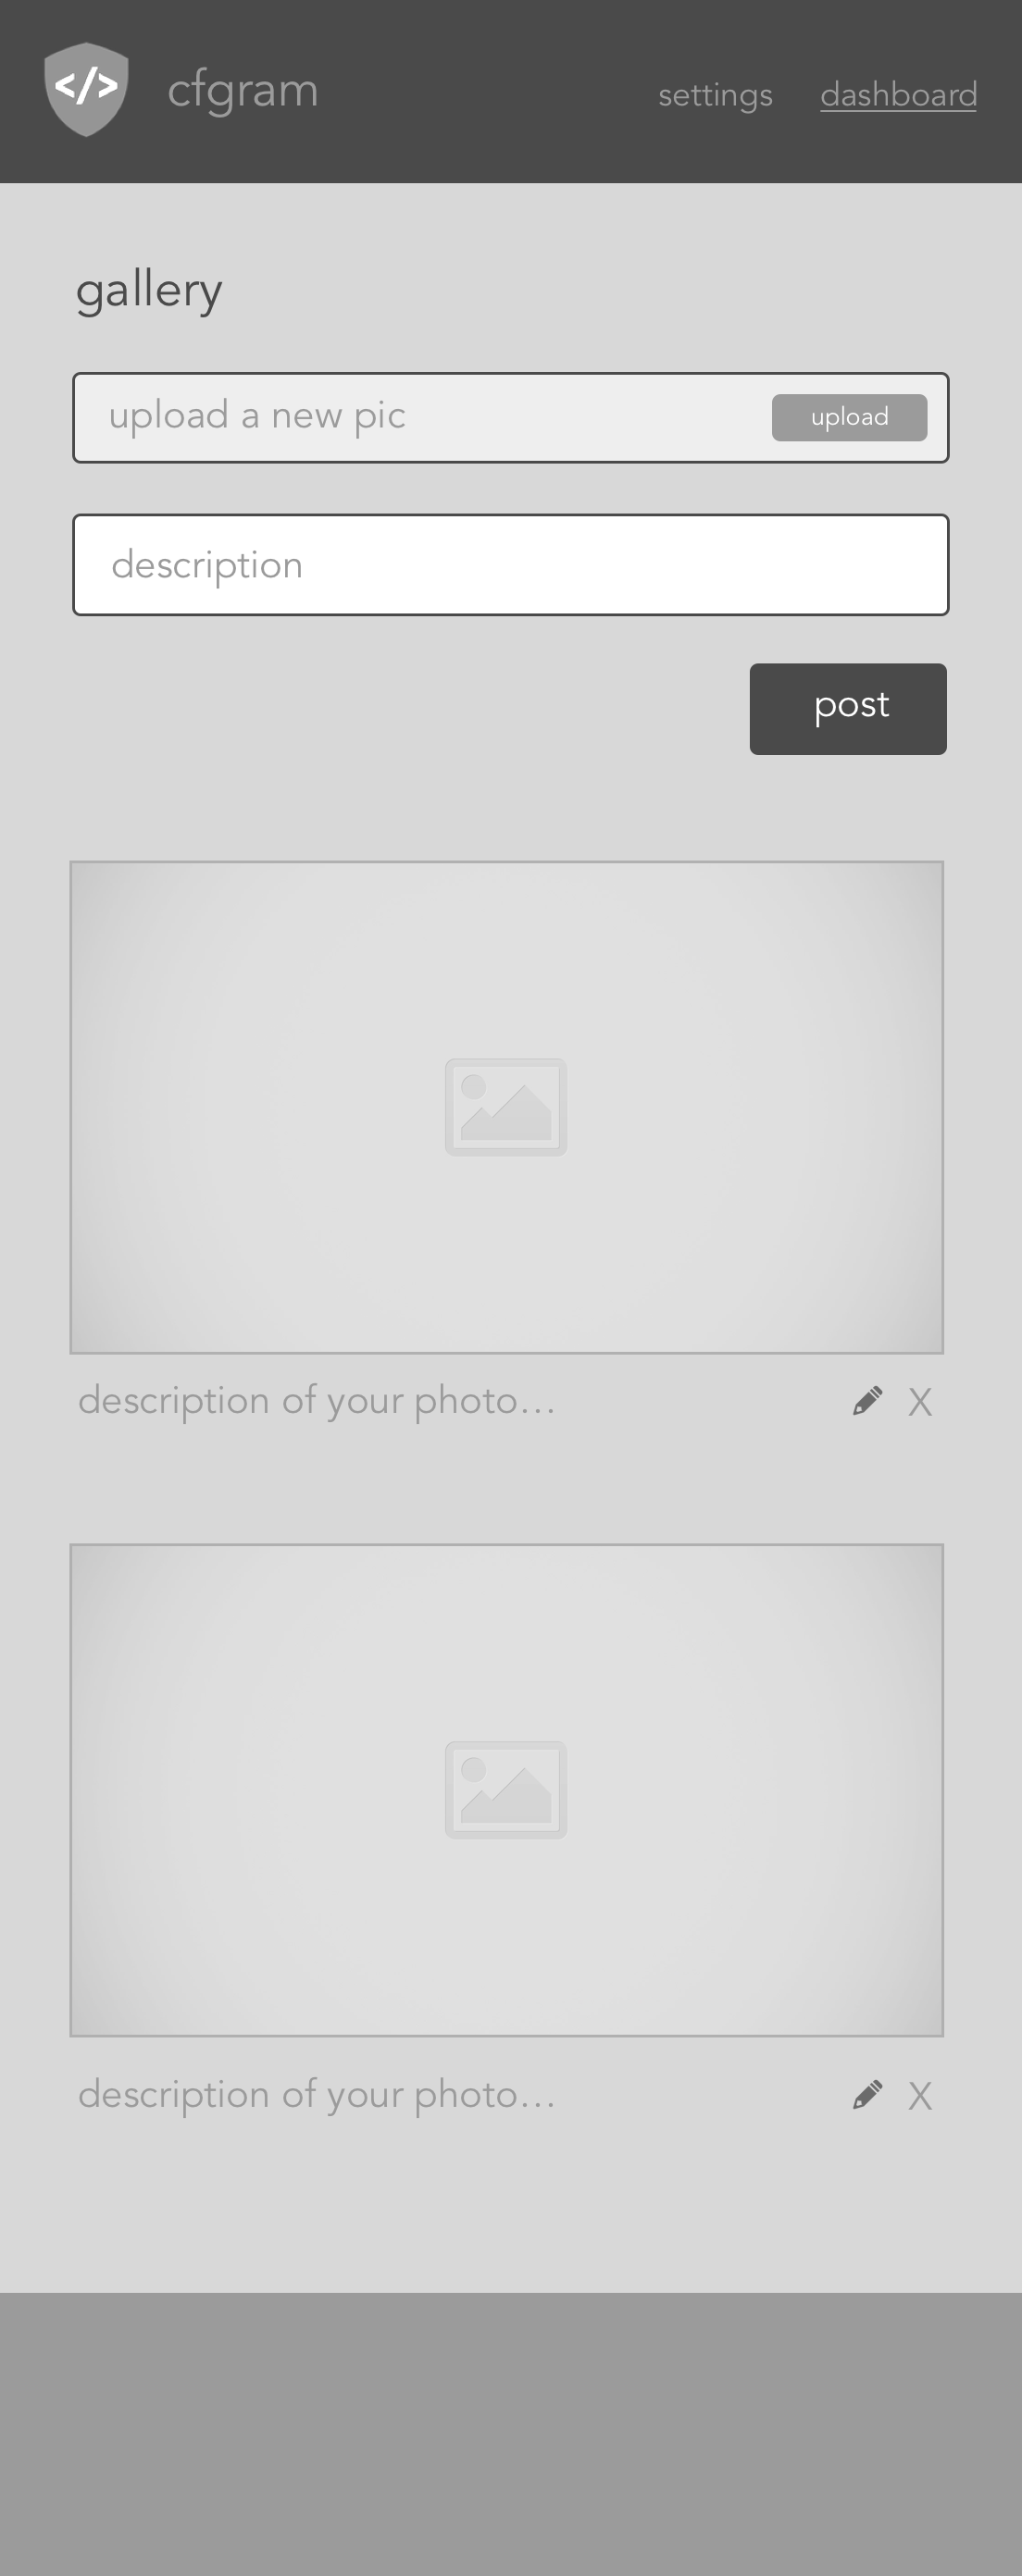 </>
cfgram
settings
dashboard
gallery
upload a new pic
upload
description
post
description of your photo...
X
description of your photo...
X